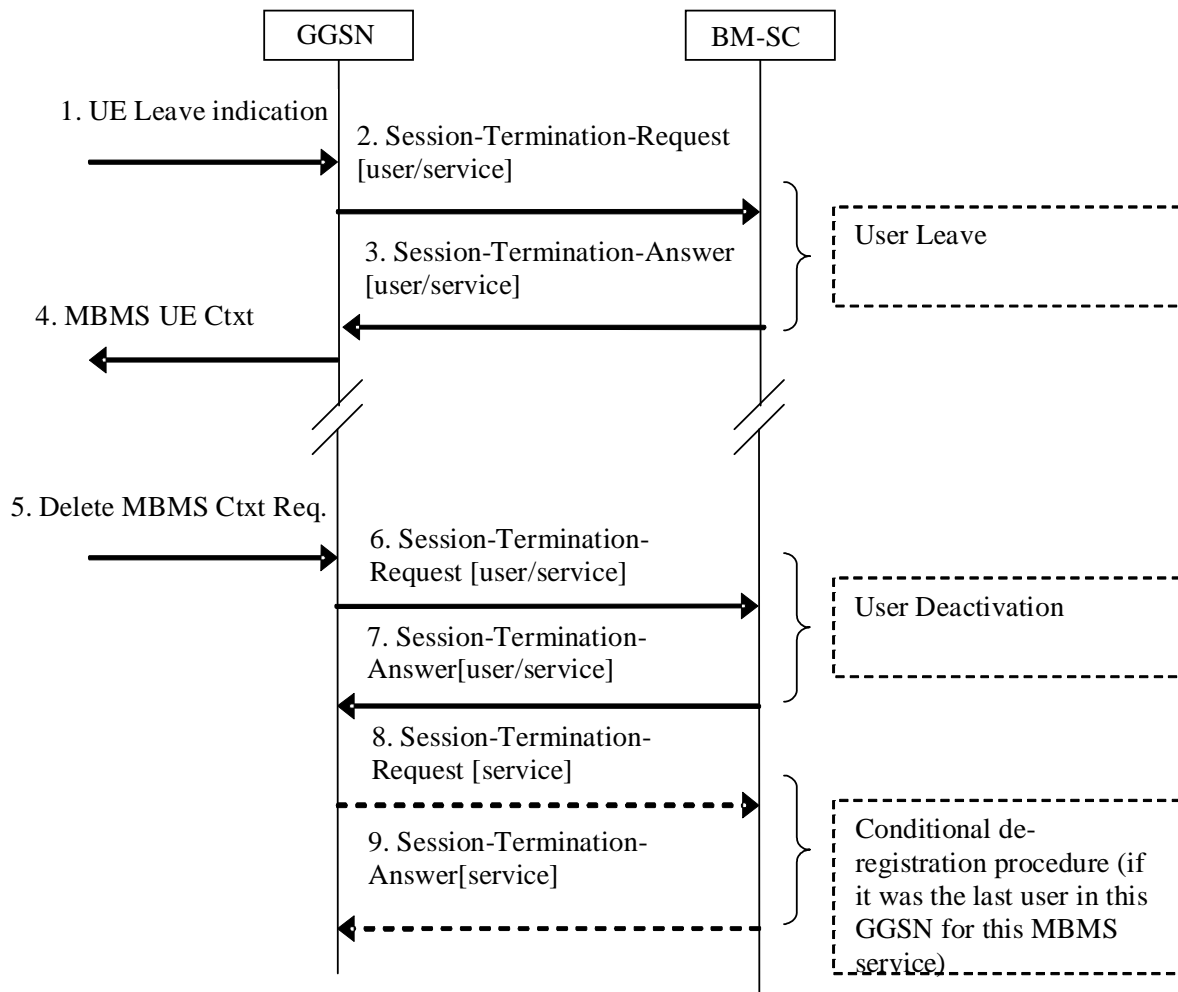 GGSN
BM-SC
1. UE Leave indication
2. Session-Termination-Request
[user/service]
User Leave
3. Session-Termination-Answer
[user/service]
4. MBMS UE Ctxt
5. Delete MBMS Ctxt Req.
6. Session-Termination-
Request [user/service]
User Deactivation
7. Session-Termination-
Answer[user/service]
8. Session-Termination-
Request [service]
9. Session-Termination-
Answer[service]
Conditional de-
registration procedure (if
it was the last user in this
GGSN for this MBMS
service)